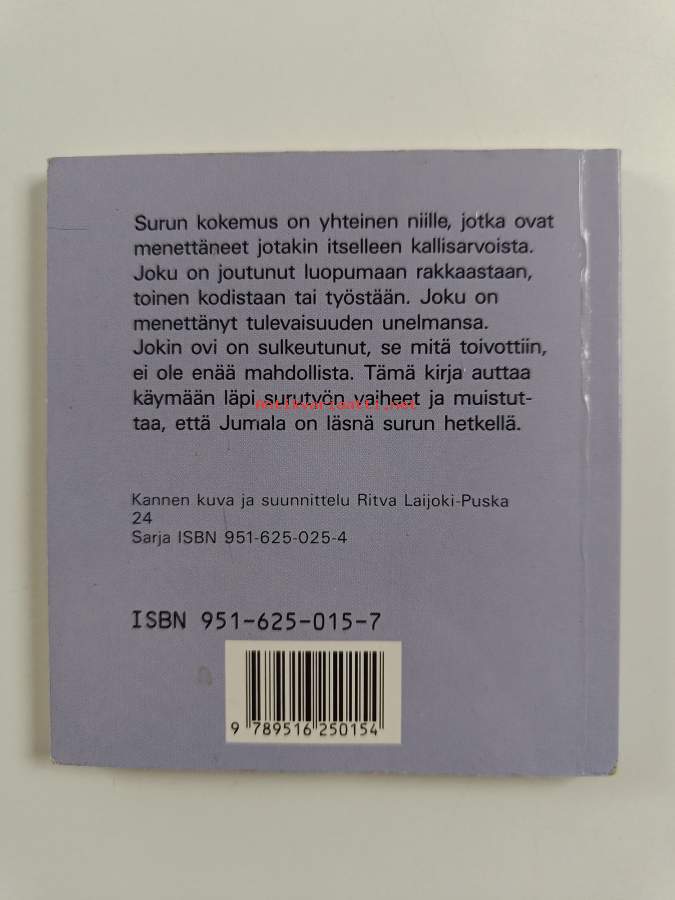 Surun kokemus on yhteinen niille, jotka ovat
menettäneet jotakin itselleen kallisarvoista.
Joku on joutunut luopumaan rakkaastaan,
toinen kodistaan tai työstään. Joku on
menettänyt tulevaisuuden unelmansa.
Jokin ovi on sulkeutunut, se mitä toivottiin,
ei ole enää mahdollista. Tämä kirja auttaa
käymään läpi surutyön vaiheet ja muistut-
antikvariaatti.net
taa, että Jumala on läsnä surun hetkellä.
Kannen kuva ja suunnittelu Ritva Laijoki-Puska
24
Sarja ISBN 951-625-025-4
ISBN 951-625-015-7
9 789516 250154